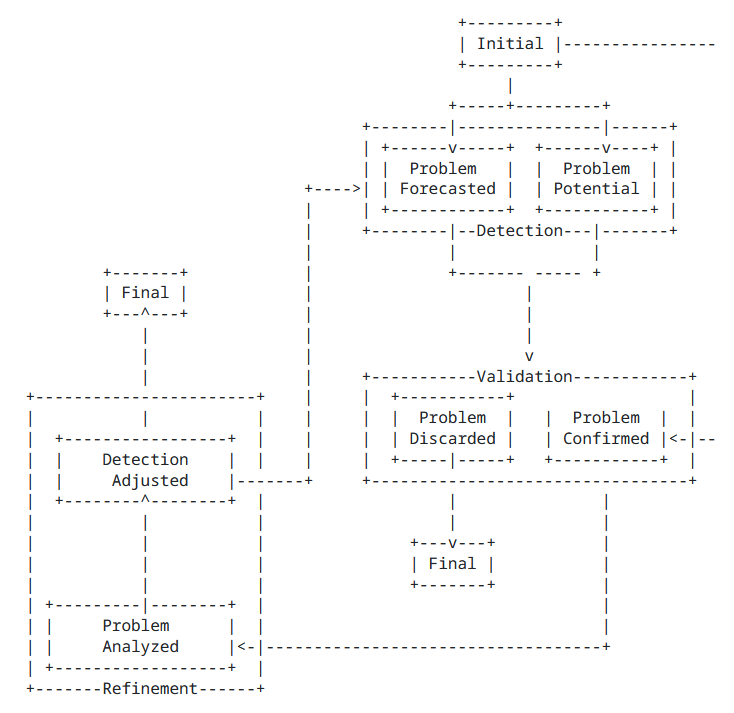 +---------+
                                             | Initial |----------------
                                             +---------+
                                                  |
                                            +-----+---------+
                                   +--------|---------------|------+
                                   | +------v-----+  +------v----+ |
                                   | |  Problem   |  |  Problem  | |
                             +---->| | Forecasted |  | Potential | |
                             |     | +------------+  +-----------+ |
                             |     +--------|--Detection---|-------+
                             |              |              |
        +-------+            |              +------- ----- +
        | Final |            |                      |
        +---^---+            |                      |
            |                |                      |
            |                |                      v
            |                |     +-----------Validation------------+
+-----------------------+    |     |  +-----------+                  |
|           |           |    |     |  |  Problem  |   |  Problem  |  |
|  +-----------------+  |    |     |  | Discarded |   | Confirmed |<-|--
|  |    Detection    |  |    |     |  +-----|-----+   +-----------+  |
|  |     Adjusted    |-------+     +---------------------------------+
|  +--------^--------+  |                   |               |
|           |           |                   |               |
|           |           |               +---v---+           |
|           |           |               | Final |           |
|           |           |               +-------+           |
| +---------|--------+  |                                   |
| |     Problem      |  |                                   |
| |     Analyzed     |<-|-----------------------------------+
| +------------------+  |
+-------Refinement------+